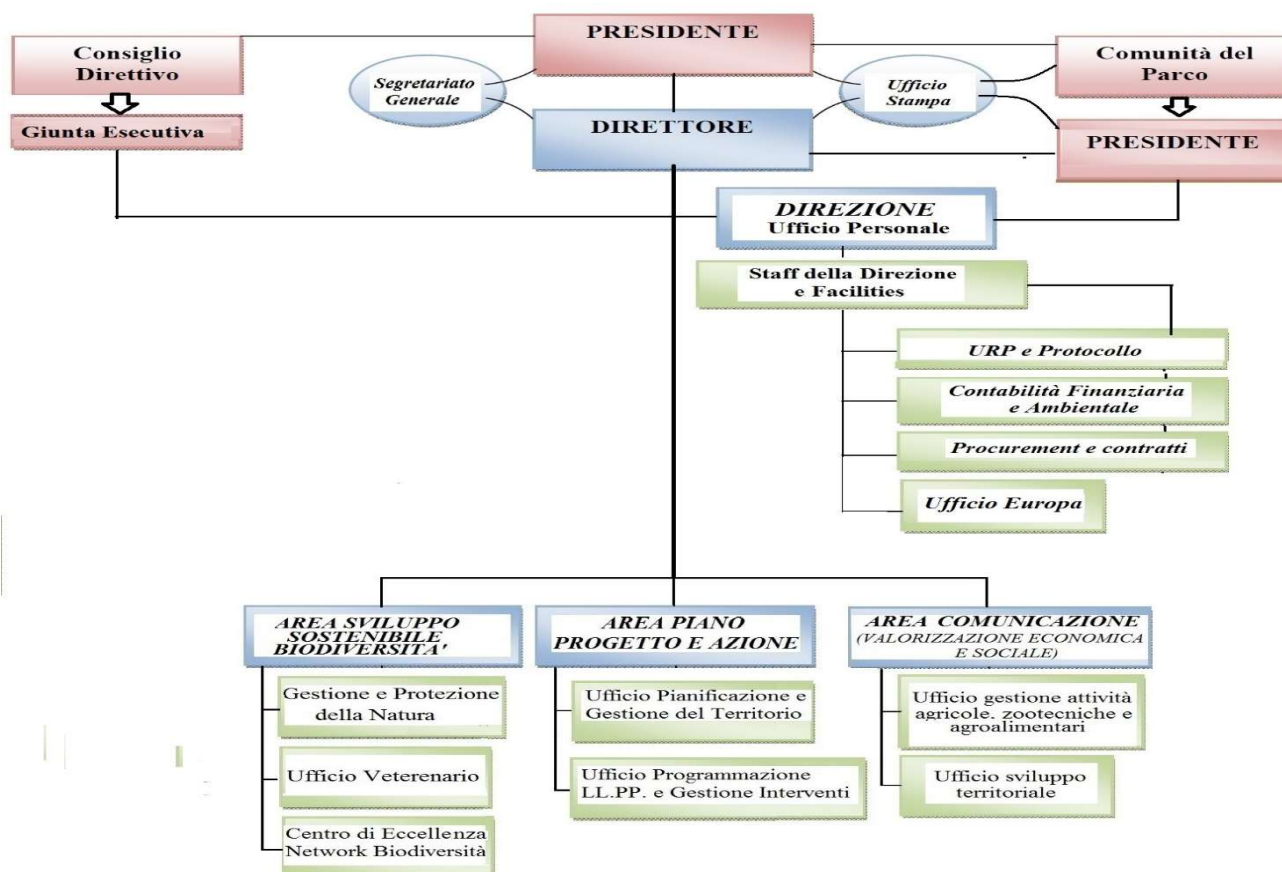 PRESIDENTE
Consiglio
Direttivo
Segretariato
Generale
Ufficio
Stampa
Comunità del
Parco
Giunta Esecutiva
DIRETTORE
PRESIDENTE
DIREZIONE
Ufficio Personale
Staff della Direzione
e Facilities
URP e Protocollo
Contabilità Finanziaria
e Ambientale
Procurement e contratti
Ufficio Europa
AREA SVILUPPO
SOSTENIBILE
BIODIVERSITA'
Gestione e Protezione
della Natura
Ufficio Veterenario
Centro di Eccellenza
Network Biodiversità
AREA PIANO
PROGETTO E AZIONE
Ufficio Pianificazione e
Gestione del Territorio
Ufficio Programmazione
LL.PP. e Gestione Interventi
AREA COMUNICAZIONE
(VALORIZZAZIONE ECONOMICA
E SOCIALE)
Ufficio gestione attività
agricole, zootecniche e
agroalimentari
Ufficio sviluppo
territoriale